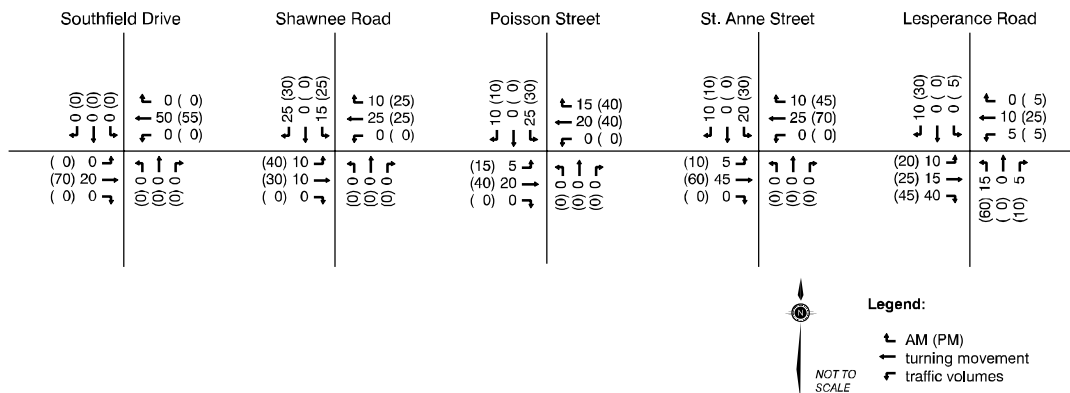 Southfield Drive
0 (0)
0 (0)
0 (0)
0 ( 0)
50 (55)
0 ( 0)
( 0) 0
(70) 20
( 0) 0
(0) 0
(0) 0
(0) 0
Shawnee Road
25 (30)
0 ( 0)
15 (25)
10 (25)
25 (25)
0 ( 0)
(40) 10
(30) 10
( 0) 0
(0) 0
(0) 0
(0) 0
Poisson Street
10 (10)
0 ( 0)
25 (30)
15 (40)
20 (40)
0 ( 0)
(15) 5
(40) 20
( 0) 0
(0) 0
(0) 0
(0) 0
St. Anne Street
10 (10)
0 ( 0)
20 (30)
10 (45)
25 (70)
0 ( 0)
(10) 5
(60) 45
( 0) 0
(0) 0
(0) 0
(0) 0
Lesperance Road
10 (30)
0 ( 0)
0 ( 5)
0 ( 5)
10 (25)
5 ( 5)
(20) 10
(25) 15
(45) 40
(60) 15
( 0) 0
(10) 5
N
NOT TO
SCALE
Legend:
AM (PM)
turning movement
traffic volumes